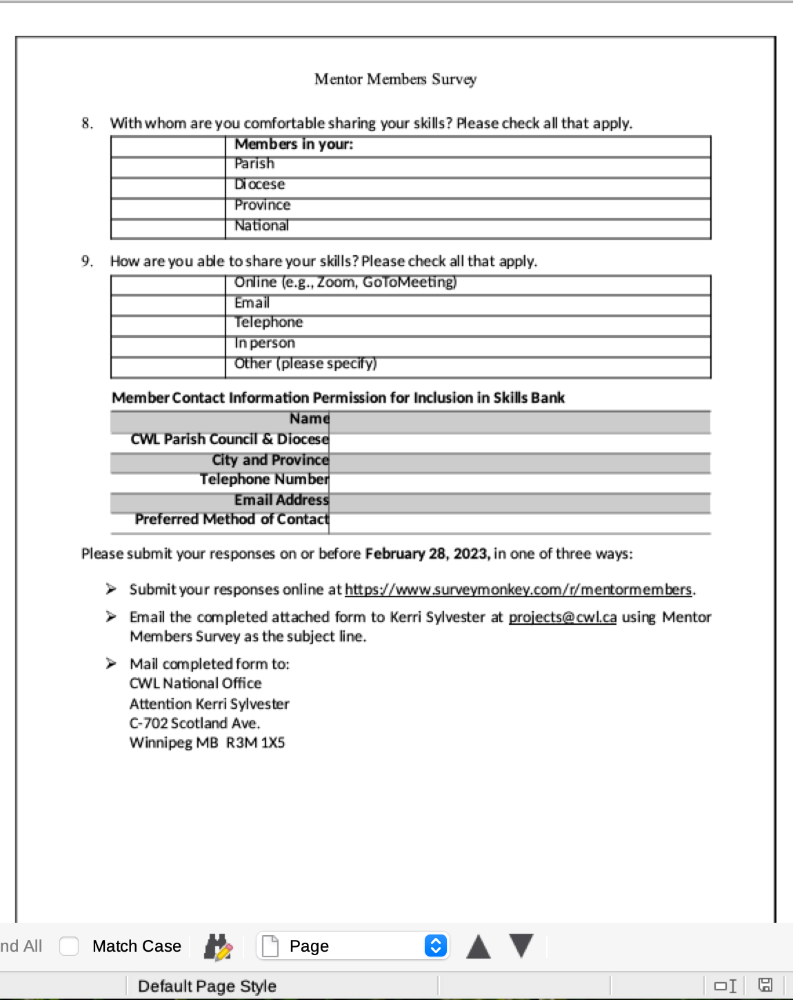 Mentor Members Survey
8. With whom are you comfortable sharing your skills? Please check all that apply.
Members in your:
Parish
Diocese
Province
National
9. How are you able to share your skills? Please check all that apply.
Online (e.g., Zoom, GoToMeeting)
Email
Telephone
In person
Other (please specify)
Member Contact Information Permission for Inclusion in Skills Bank
Name
CWL Parish Council & Diocese
City and Province
Telephone Number
Email Address
Preferred Method of Contact
Please submit your responses on or before February 28, 2023, in one of three ways:
➢ Submit your responses online at https://www.surveymonkey.com/r/mentormembers.
➢ Email the completed attached form to Kerri Sylvester at projects@cwl.ca using Mentor
Members Survey as the subject line.
➢ Mail completed form to:
CWL National Office
Attention Kerri Sylvester
C-702 Scotland Ave.
Winnipeg MB R3M 1X5
nd All Match Case Page
Default Page Style